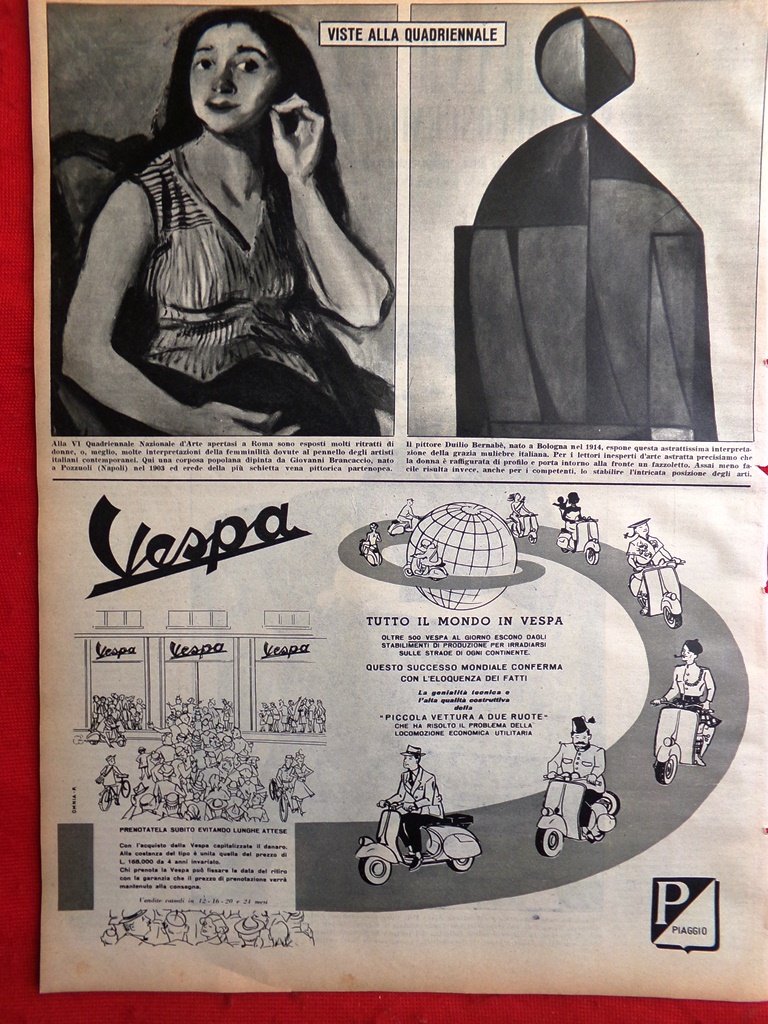 VISTE ALLA QUADRIENNALE
Alla VI Quadriennale Nazionale d'Arte apertasi a Roma sono esposti molti ritratti di
donne, o, meglio, molte interpretazioni della femminilità dovute al pennello degli artisti
italiani contemporanei. Qui una corposa popolana dipinta da Giovanni Brancaccio, nato
a Pozzuoli (Napoli) nel 1903 ed erede della più schietta vena pittorica partenopea.
Il pittore Duilio Bernabè, nato a Bologna nel 1914, espone questa astrattissima interpreta-
zione della grazia muliebre italiana. Per i lettori inesperti d'arte astratta precisiamo che
la donna è raffigurata di profilo e porta intorno alla fronte un fazzoletto. Assai meno fa-
cile risulta invece, anche per i competenti, lo stabilire l'intricata posizione degli arti.
Vespa
Vespa
Vespa
Vespa
TUTTO IL MONDO IN VESPA
OLTRE 500 VESPA AL GIORNO ESCONO DAGLI
STABILIMENTI DI PRODUZIONE PER IRRADIARSI
SULLE STRADE DI OGNI CONTINENTE.
QUESTO SUCCESSO MONDIALE CONFERMA
CON L'ELOQUENZA DEI FATTI
La genialità tecnica e
l'alta qualità costruttiva
della
"PICCOLA VETTURA A DUE RUOTE"
CHE HA RISOLTO IL PROBLEMA DELLA
LOCOMOZIONE ECONOMICA UTILITARIA
OMNIA-P.
PRENOTATELA SUBITO EVITANDO LUNGHE ATTESE
Con l'acquisto della Vespa capitalizzate il danaro.
Alla costanza del tipo è unita quella del prezzo di
L. 168,000 da 4 anni invariato.
Chi prenota la Vespa può fissare la data del ritiro
con la garanzia che il prezzo di prenotazione verrà
mantenuto alla consegna.
Vendite rateali in 12-16-20 e 24 mesi
P
PIAGGIO